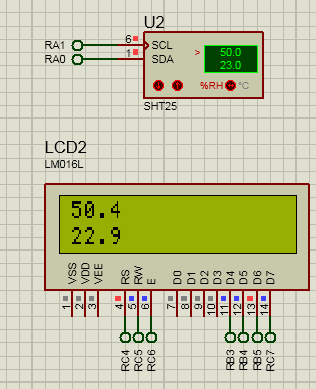 U2
RA1 6 SCL
RA0 1 SDA
> 50.0
23.0
%RH °C
SHT25
LCD2
LM016L
50.4
22.9
VSS VDD VEE RS RW E D0 D1 D2 D3 D4 D5 D6 D7
1 2 3 4 5 6 7 8 9 10 11 12 13 14
RC4 RC5 RC6 RB3 RB4 RB5 RC7